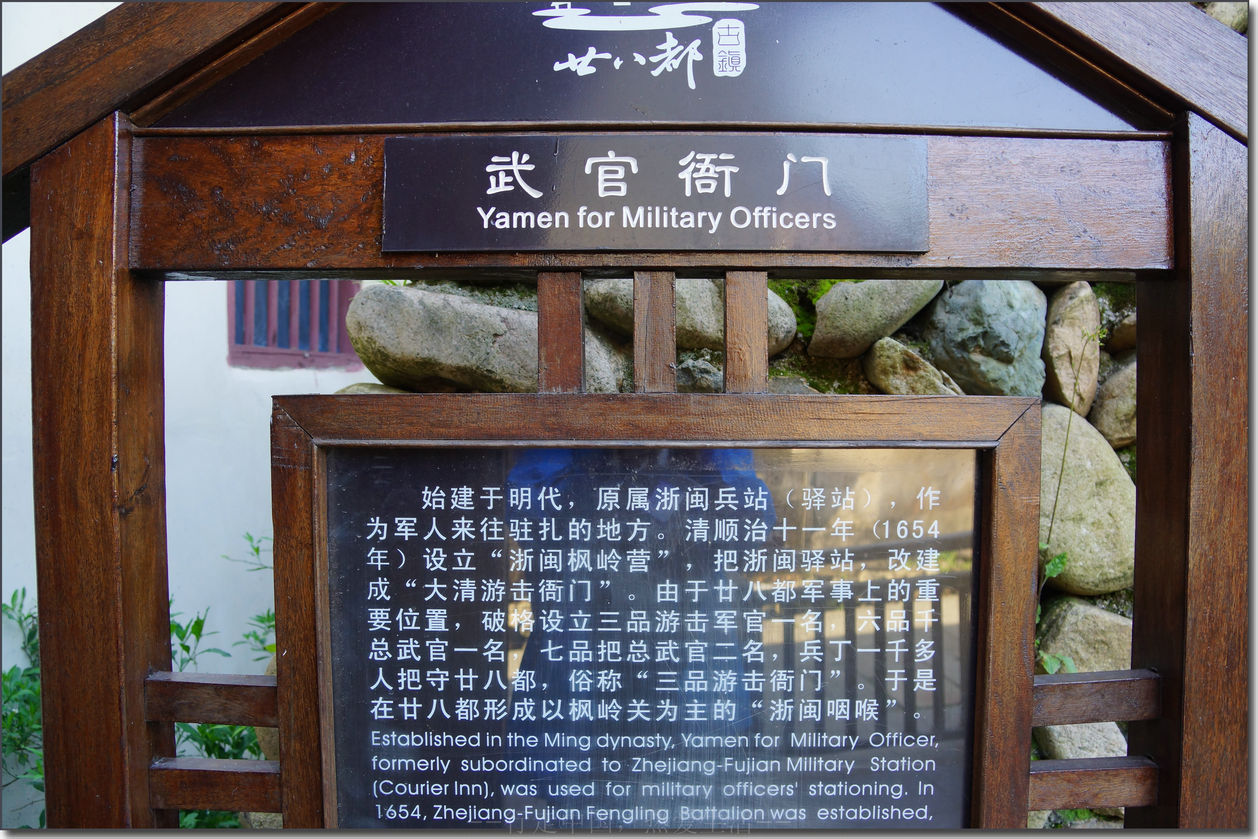 廿八都 古鎮
武官衙门
Yamen for Military Officers
始建于明代，原属浙闽兵站（驿站），作
为军人来往驻扎的地方。清顺治十一年（1654
年）设立“浙闽枫岭营”，把浙闽驿站，改建
成“大清游击衙门”。由于廿八都军事上的重
要位置，破格设立三品游击军官一名，六品千
总武官一名，七品把总武官二名，兵丁一千多
人把守廿八都，俗称“三品游击衙门”。于是
在廿八都形成以枫岭关为主的“浙闽咽喉”。
Established in the Ming dynasty, Yamen for Military Officer,
formerly subordinated to Zhejiang-Fujian Military Station
(Courier Inn), was used for military officers' stationing. In
1654, Zhejiang-Fujian Fengling Battalion was established,